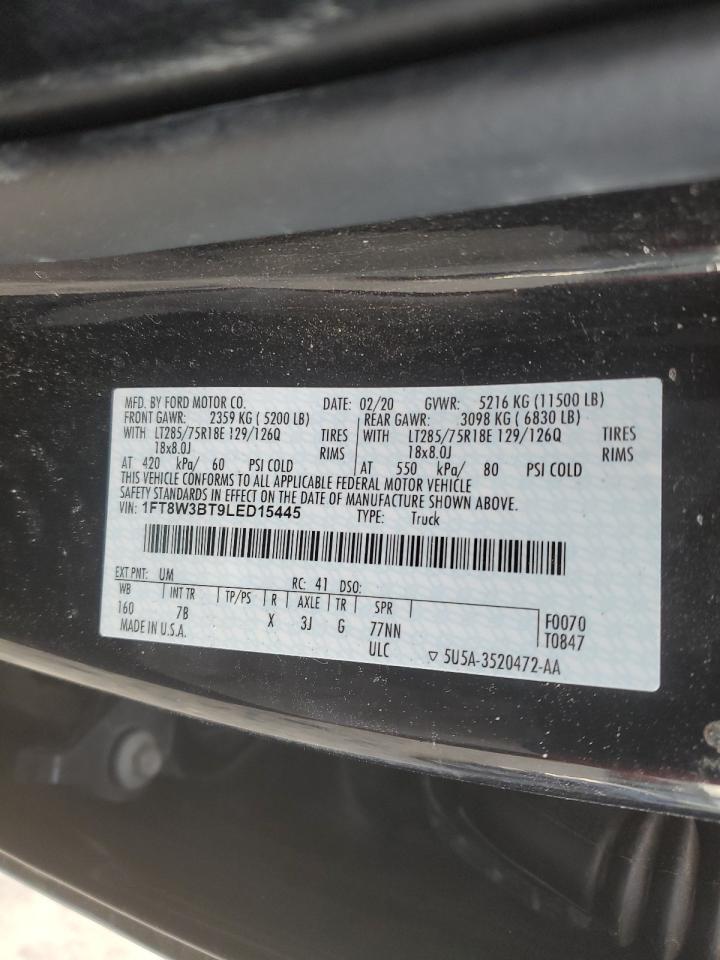 MFD. BY FORD MOTOR CO. DATE: 02/20 GVWR: 5216 KG (11500 LB)
FRONT GAWR: 2359 KG ( 5200 LB) REAR GAWR: 3098 KG ( 6830 LB)
WITH LT285/75R18E 129/126Q TIRES WITH LT285/75R18E 129/126Q TIRES
18x8.0J RIMS 18x8.0J RIMS
AT 420 kPa/ 60 PSI COLD AT 550 kPa/ 80 PSI COLD
THIS VEHICLE CONFORMS TO ALL APPLICABLE FEDERAL MOTOR VEHICLE
SAFETY STANDARDS IN EFFECT ON THE DATE OF MANUFACTURE SHOWN ABOVE.
VIN: 1FT8W3BT9LED15445 TYPE: Truck
EXT PNT: UM RC: 41 DSO:
WB INT TR TP/PS R AXLE TR SPR
160 7B X 3J G 77NN F0070
MADE IN U.S.A. ULC T0847
▽ 5U5A-3520472-AA